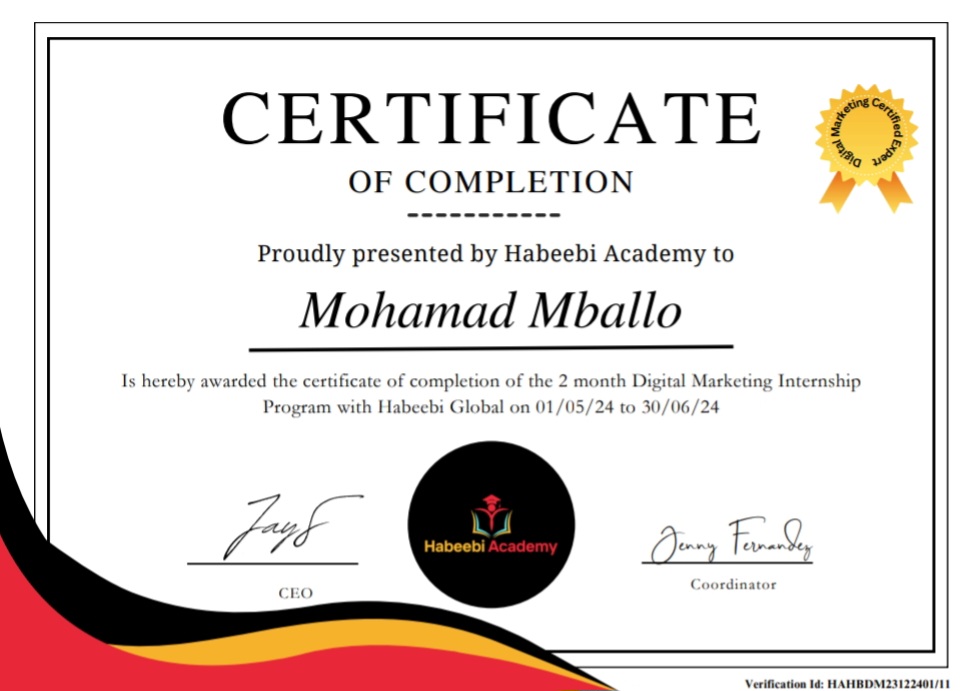 CERTIFICATE
Digital Marketing Certified Expert
OF COMPLETION
-----------
Proudly presented by Habeebi Academy to
Mohamad Mballo
Is hereby awarded the certificate of completion of the 2 month Digital Marketing Internship
Program with Habeebi Global on 01/05/24 to 30/06/24
JayS
Habeebi Academy
Jenny Fernandez
CEO
Coordinator
Verification Id: HAHBDM23122401/11